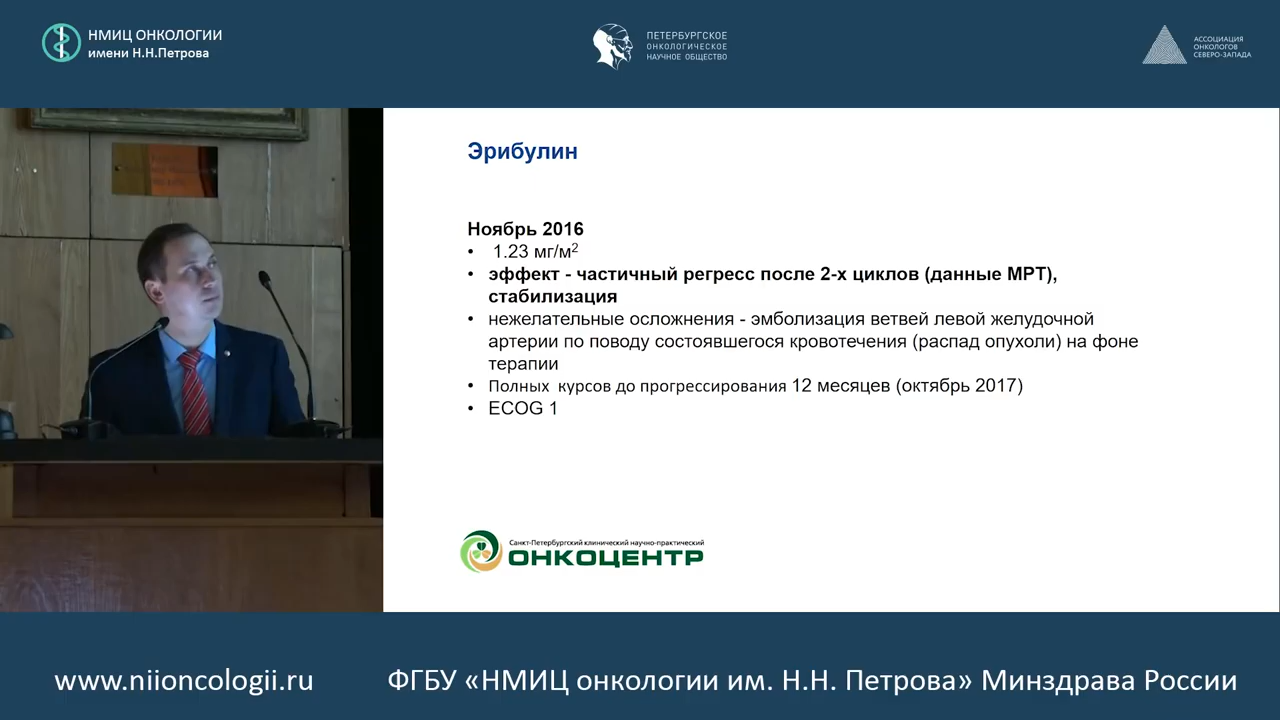 НМИЦ ОНКОЛОГИИ
имени Н.Н.Петрова
ПЕТЕРБУРГСКОЕ
ОНКОЛОГИЧЕСКОЕ
НАУЧНОЕ ОБЩЕСТВО
АССОЦИАЦИЯ
ОНКОЛОГОВ
СЕВЕРО-ЗАПАДА
Эрибулин
Ноябрь 2016
• 1.23 мг/м²
• эффект - частичный регресс после 2-х циклов (данные МРТ),
стабилизация
• нежелательные осложнения - эмболизация ветвей левой желудочной
артерии по поводу состоявшегося кровотечения (распад опухоли) на фоне
терапии
• Полных курсов до прогрессирования 12 месяцев (октябрь 2017)
• ECOG 1
Санкт-Петербургский клинический научно-практический
ОНКОЦЕНТР
www.niioncologii.ru
ФГБУ «НМИЦ онкологии им. Н.Н. Петрова» Минздрава России